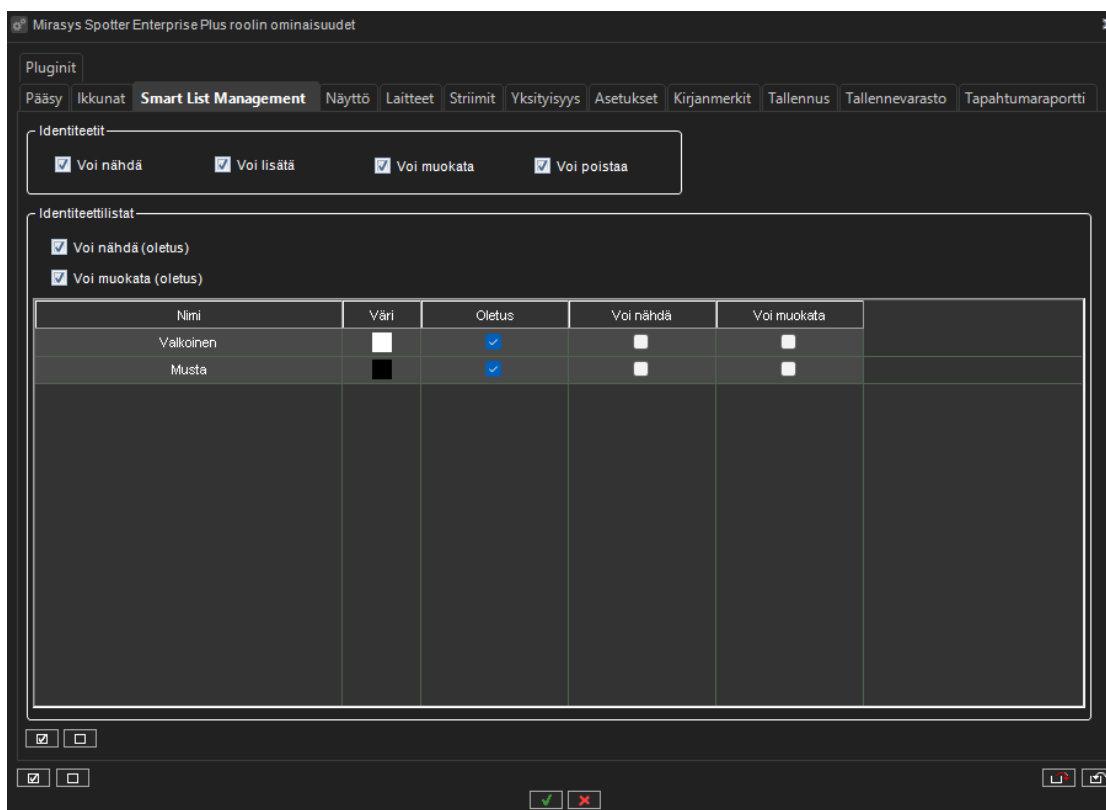 Mirasys Spotter Enterprise Plus roolin ominaisuudet
Pluginit
Pääsy Ikkunat Smart List Management Näyttö Laitteet Striimit Yksityisyys Asetukset Kirjanmerkit Tallennus Tallennevarasto Tapahtumaraportti
Identiteetit
Voi nähdä Voi lisätä Voi muokata Voi poistaa
Identiteettilistat
Voi nähdä (oletus)
Voi muokata (oletus)
Nimi Väri Oletus Voi nähdä Voi muokata
Valkoinen
Musta